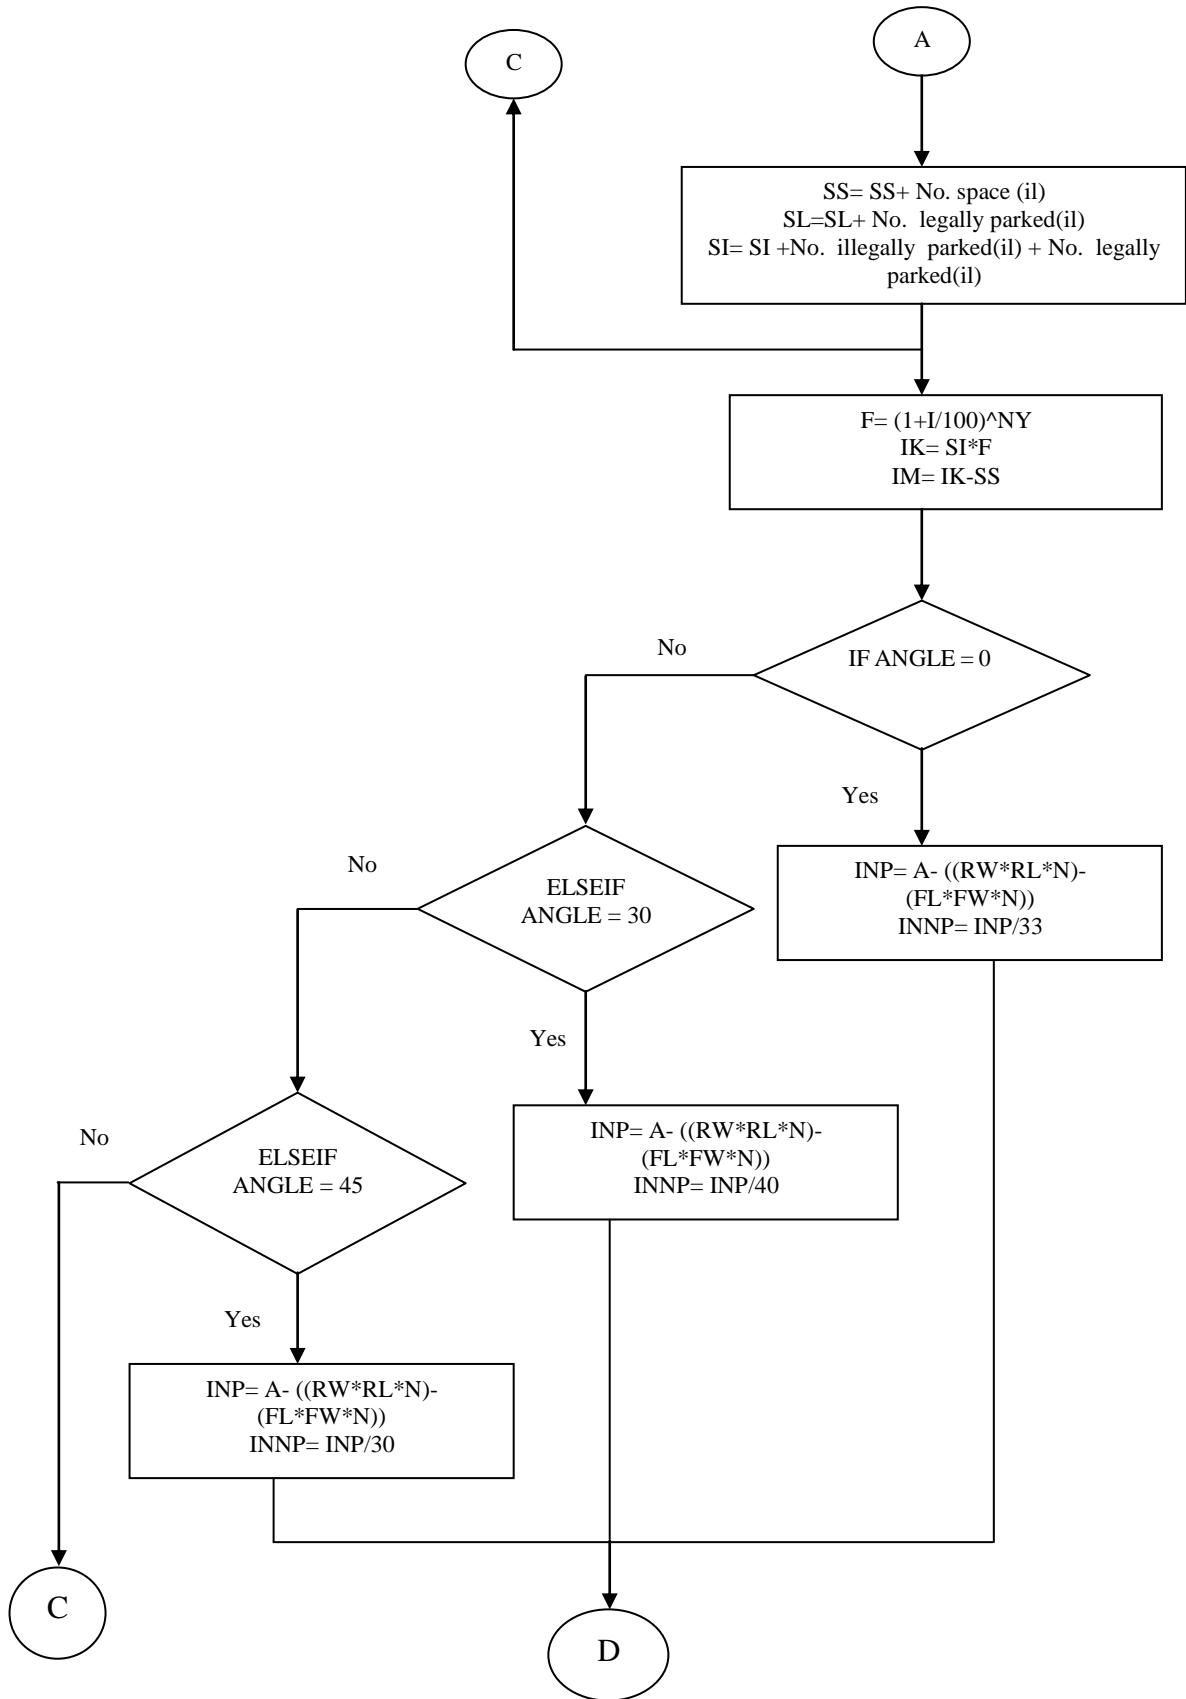 A
C
SS= SS+ No. space (il)
SL=SL+ No. legally parked(il)
SI= SI +No. illegally parked(il) + No. legally
parked(il)
F= (1+I/100)^NY
IK= SI*F
IM= IK-SS
IF ANGLE = 0
No
Yes
INP= A- ((RW*RL*N)-
(FL*FW*N))
INNP= INP/33
ELSEIF
ANGLE = 30
No
Yes
INP= A- ((RW*RL*N)-
(FL*FW*N))
INNP= INP/40
ELSEIF
ANGLE = 45
No
Yes
INP= A- ((RW*RL*N)-
(FL*FW*N))
INNP= INP/30
C
D